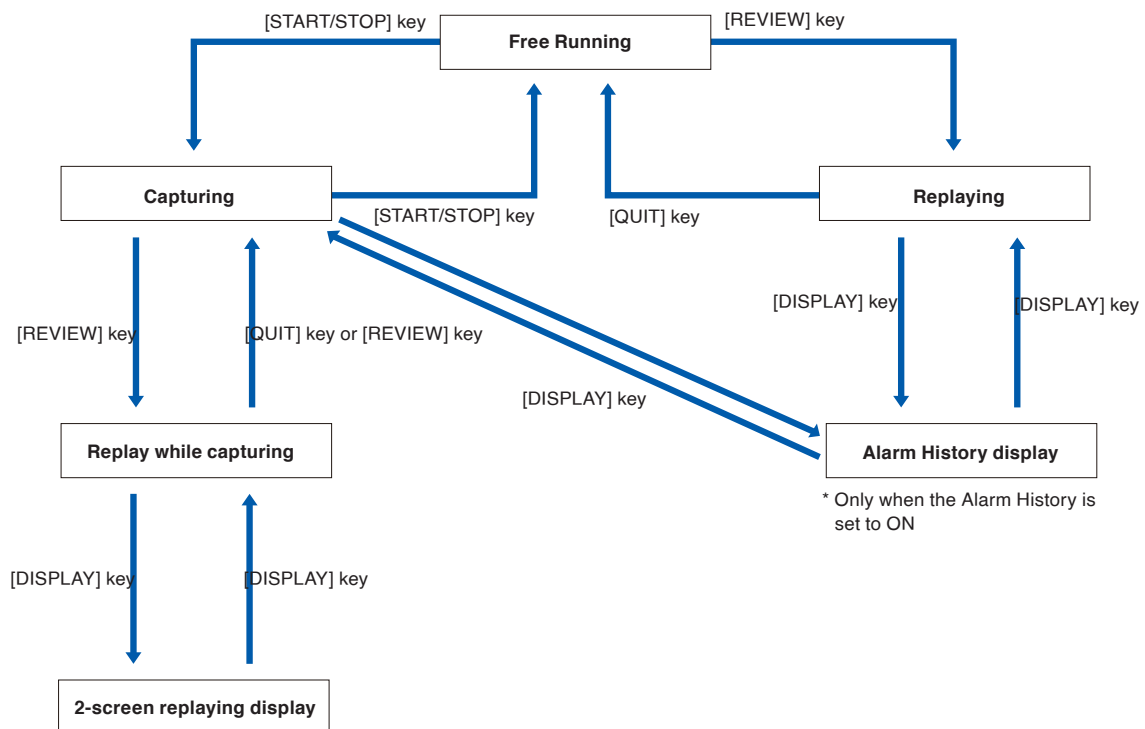 [START/STOP] key
Free Running
[REVIEW] key
Capturing
[START/STOP] key
[QUIT] key
Replaying
[REVIEW] key
[QUIT] key or [REVIEW] key
[DISPLAY] key
[DISPLAY] key
[DISPLAY] key
Replay while capturing
Alarm History display
* Only when the Alarm History is
set to ON
[DISPLAY] key
[DISPLAY] key
2-screen replaying display